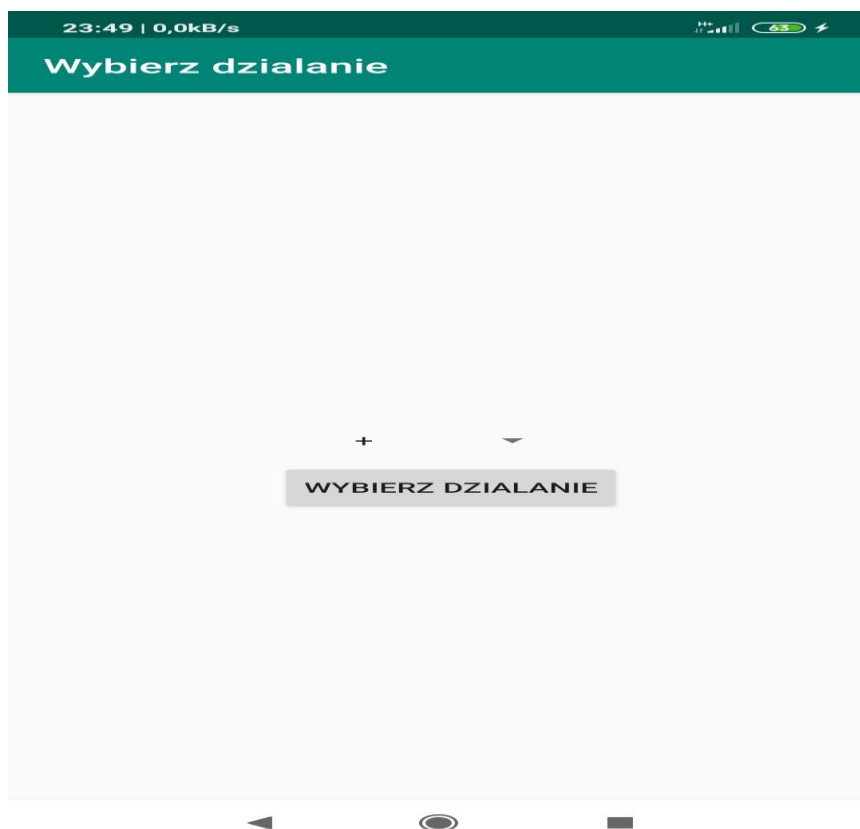 23:49 | 0,0kB/s H+ 63
Wybierz dzialanie
+
WYBIERZ DZIALANIE